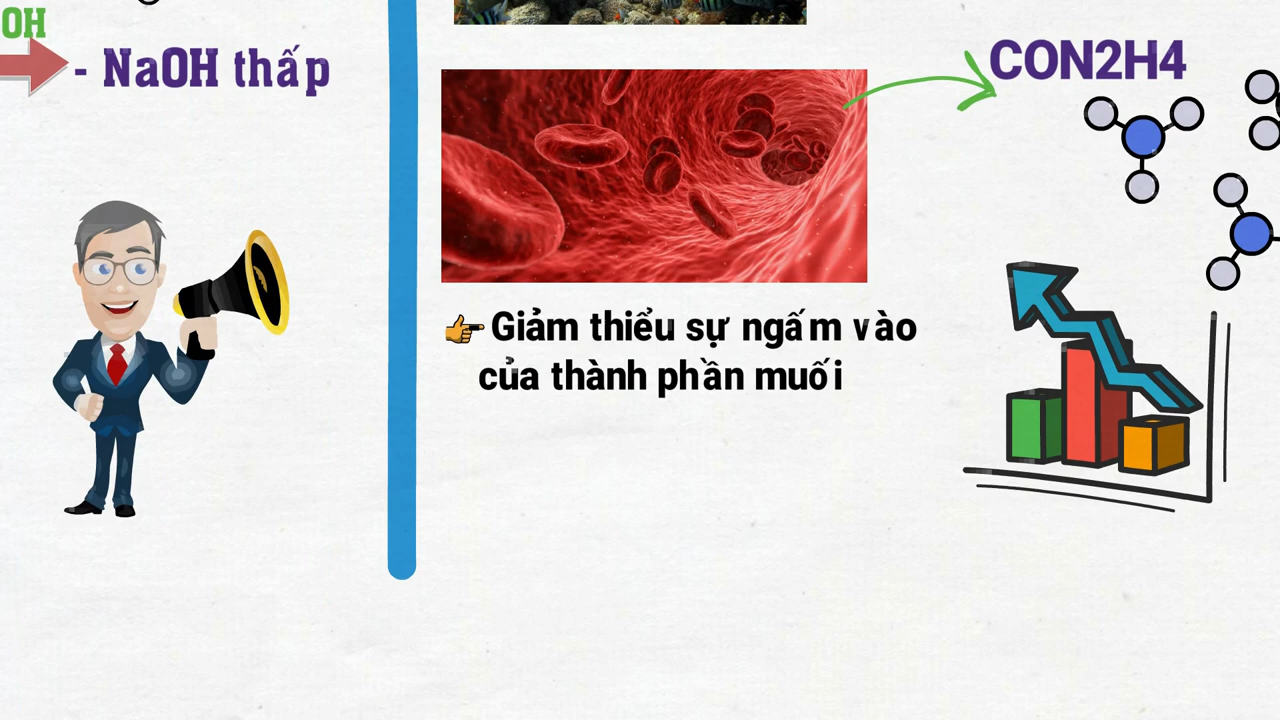 OH
- NaOH thấp
CON2H4
Giảm thiểu sự ngấm vào
của thành phần muối